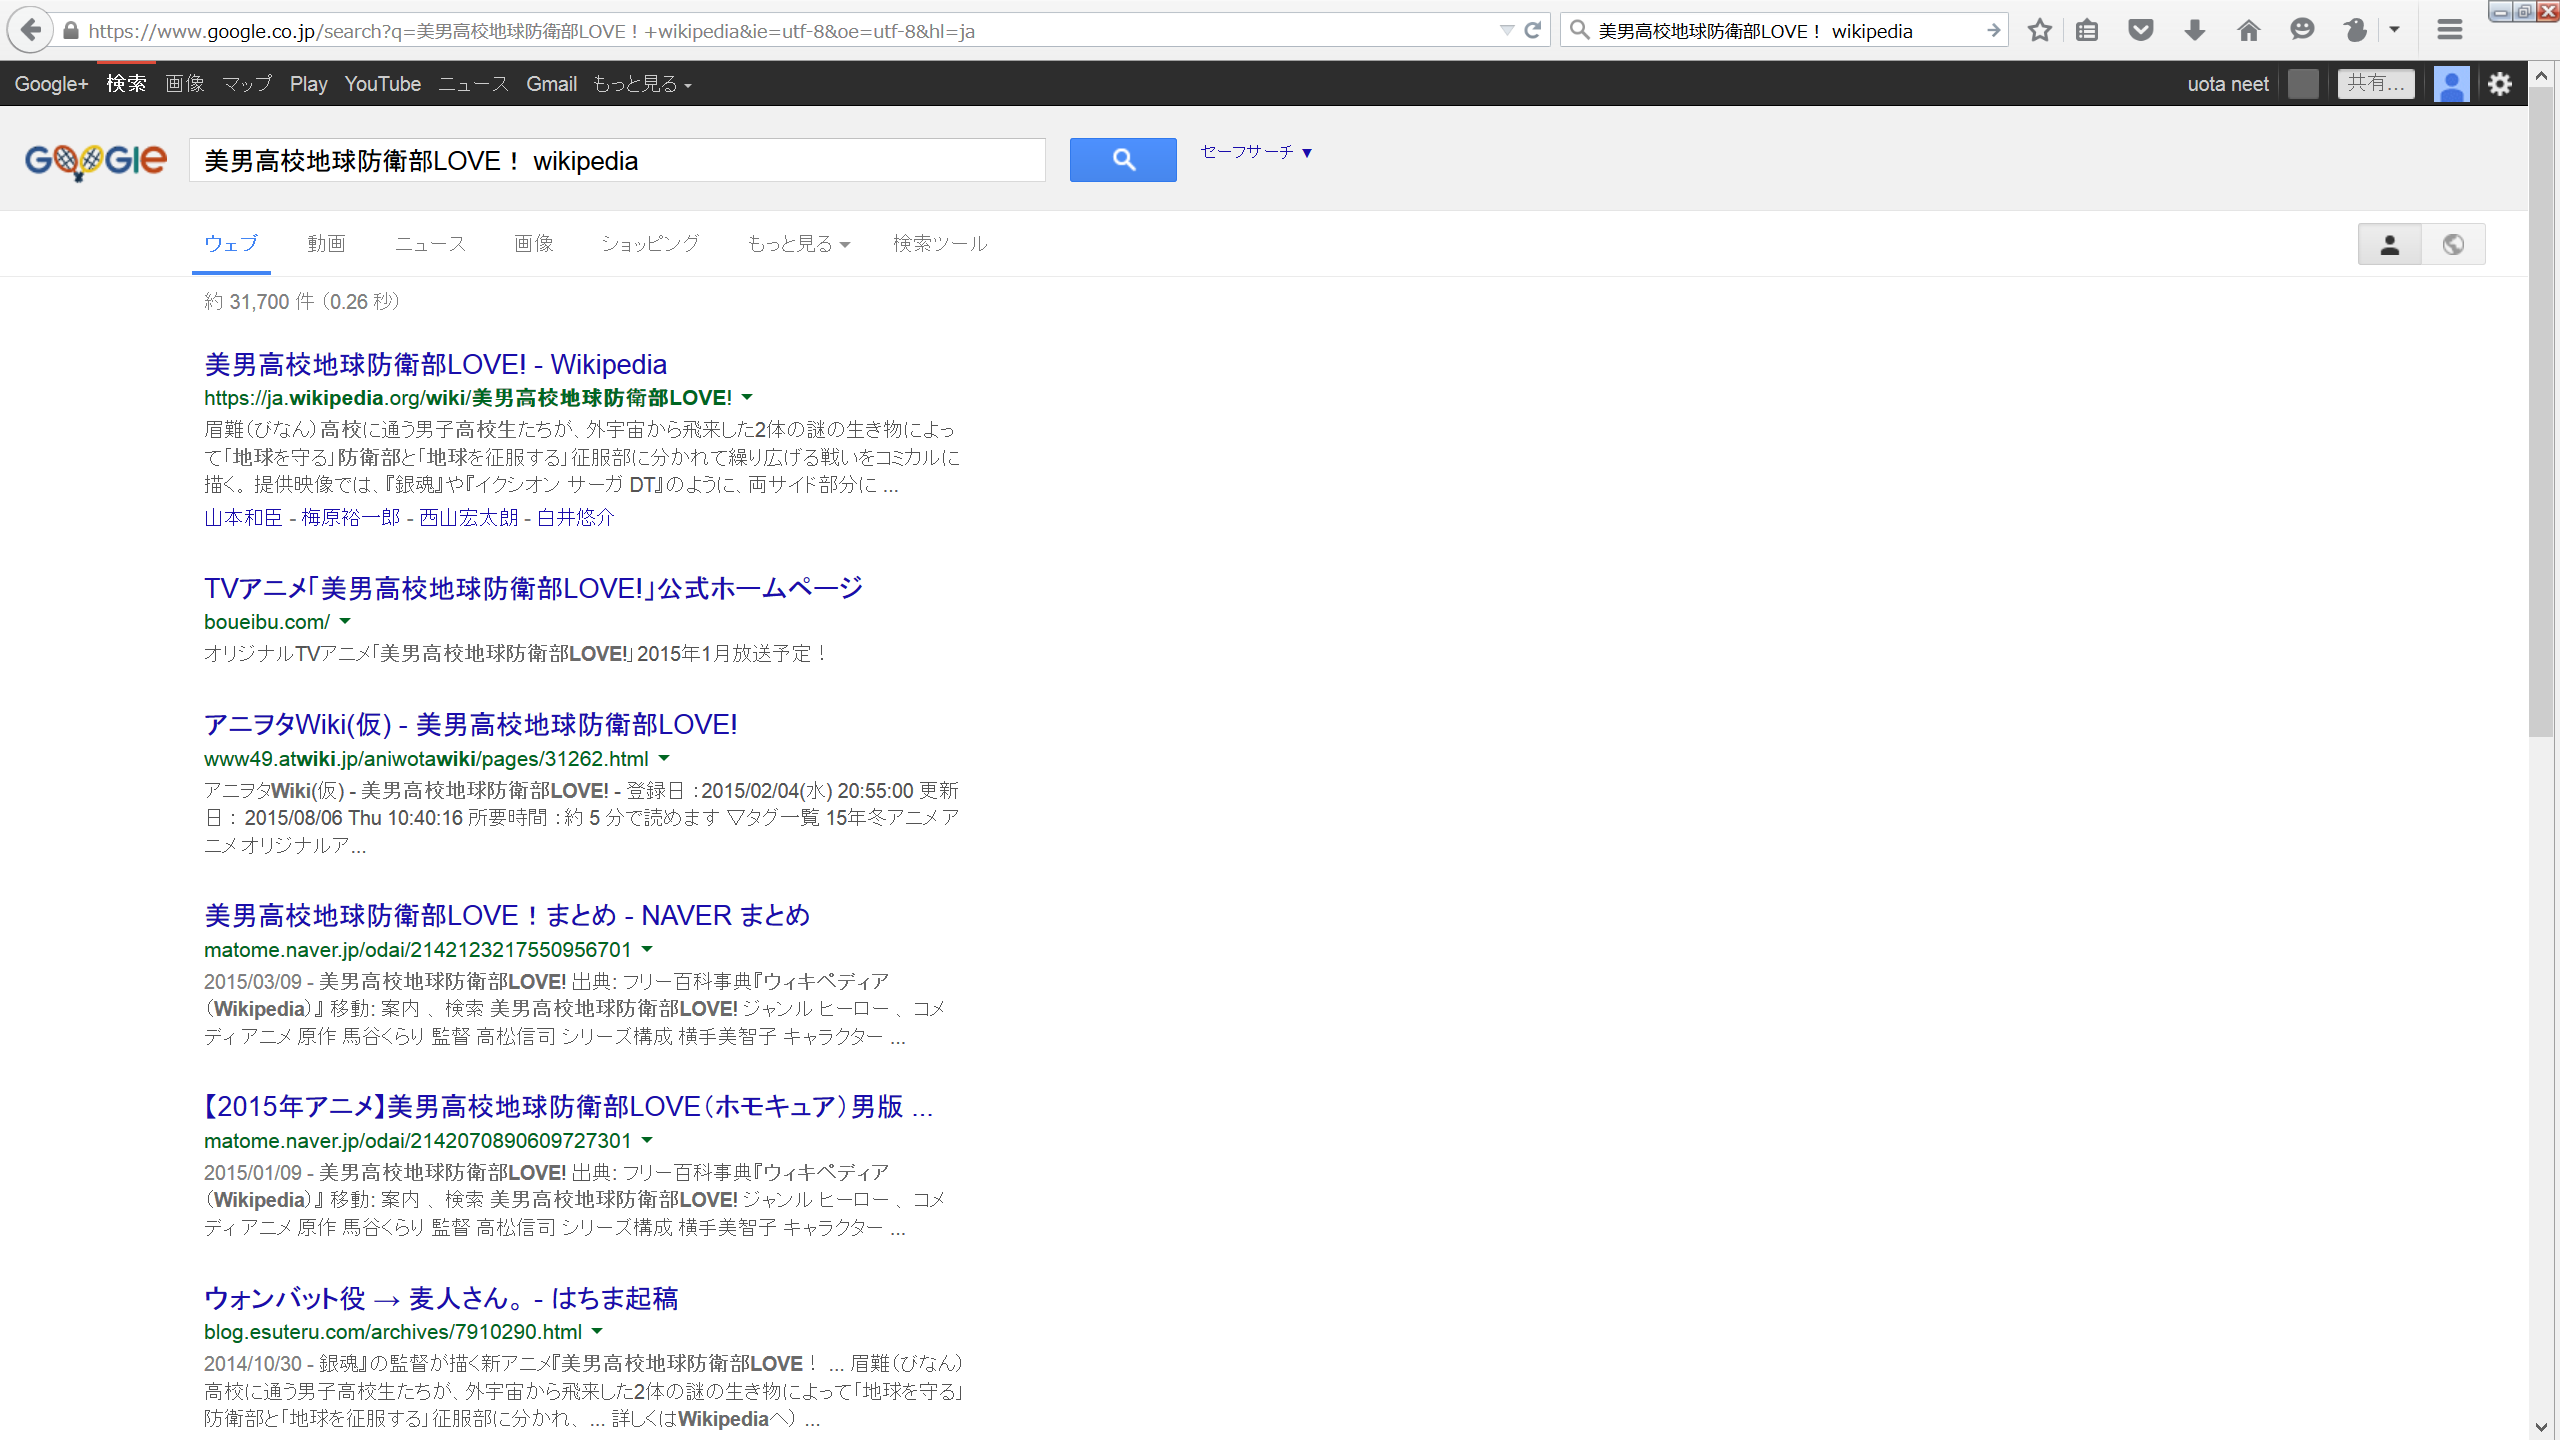 https://www.google.co.jp/search?q=美男高校地球防衛部LOVE！+wikipedia&ie=utf-8&oe=utf-8&hl=ja
美男高校地球防衛部LOVE！ wikipedia
Google+ 検索 画像 マップ Play YouTube ニュース Gmail もっと見る
uota neet 共有...
Google 美男高校地球防衛部LOVE！ wikipedia セーフサーチ ▼
ウェブ 動画 ニュース 画像 ショッピング もっと見る 検索ツール
約 31,700 件 （0.26 秒）
美男高校地球防衛部LOVE! - Wikipedia
https://ja.wikipedia.org/wiki/美男高校地球防衛部LOVE!
眉難（びなん）高校に通う男子高校生たちが、外宇宙から飛来した2体の謎の生き物によっ
て「地球を守る」防衛部と「地球を征服する」征服部に分かれて繰り広げる戦いをコミカルに
描く。 提供映像では、『銀魂』や『イクシオン サーガ DT』のように、両サイド部分に ...
山本和臣 - 梅原裕一郎 - 西山宏太朗 - 白井悠介
TVアニメ「美男高校地球防衛部LOVE!」公式ホームページ
boueibu.com/
オリジナルTVアニメ「美男高校地球防衛部LOVE!」2015年1月放送予定！
アニヲタWiki(仮) - 美男高校地球防衛部LOVE!
www49.atwiki.jp/aniwotawiki/pages/31262.html
アニヲタWiki(仮) - 美男高校地球防衛部LOVE! - 登録日 ：2015/02/04(水) 20:55:00 更新
日 ： 2015/08/06 Thu 10:40:16 所要時間 ：約 5 分で読めます ▽タグ一覧 15年冬アニメ ア
ニメ オリジナルア...
美男高校地球防衛部LOVE！まとめ - NAVER まとめ
matome.naver.jp/odai/2142123217550956701
2015/03/09 - 美男高校地球防衛部LOVE! 出典: フリー百科事典『ウィキペディア
（Wikipedia）』 移動: 案内 、 検索 美男高校地球防衛部LOVE! ジャンル ヒーロー 、 コメ
ディ アニメ 原作 馬谷くらり 監督 高松信司 シリーズ構成 横手美智子 キャラクター ...
【2015年アニメ】美男高校地球防衛部LOVE（ホモキュア）男版 ...
matome.naver.jp/odai/2142070890609727301
2015/01/09 - 美男高校地球防衛部LOVE! 出典: フリー百科事典『ウィキペディア
（Wikipedia）』 移動: 案内 、 検索 美男高校地球防衛部LOVE! ジャンル ヒーロー 、 コメ
ディ アニメ 原作 馬谷くらり 監督 高松信司 シリーズ構成 横手美智子 キャラクター ...
ウォンバット役 → 麦人さん。 - はちま起稿
blog.esuteru.com/archives/7910290.html
2014/10/30 - 銀魂』の監督が描く新アニメ『美男高校地球防衛部LOVE！ ... 眉難（びなん）
高校に通う男子高校生たちが、外宇宙から飛来した2体の謎の生き物によって「地球を守る」
防衛部と「地球を征服する」征服部に分かれ、 ... 詳しくはWikipediaへ） ...